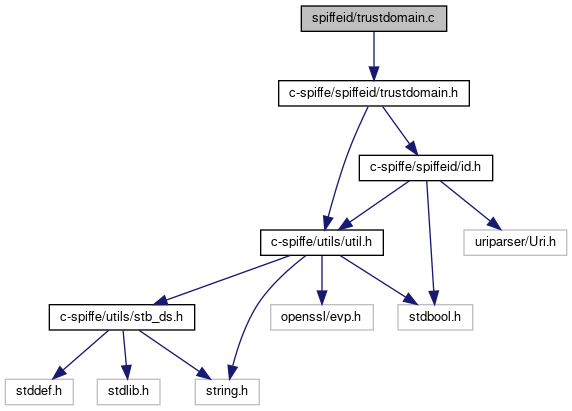 spiffeid/trustdomain.c
c-spiffe/spiffeid/trustdomain.h
c-spiffe/spiffeid/id.h
c-spiffe/utils/util.h
uriparser/Uri.h
c-spiffe/utils/stb_ds.h
openssl/evp.h
stdbool.h
stddef.h
stdlib.h
string.h